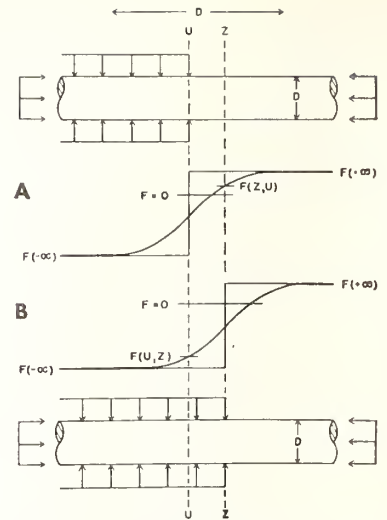 D
U Z
D
A
F(-∞)
F = 0
F(Z,U)
F(+∞)
B
F(-∞)
F(U,Z)
F=0
F(+∞)
D
U Z